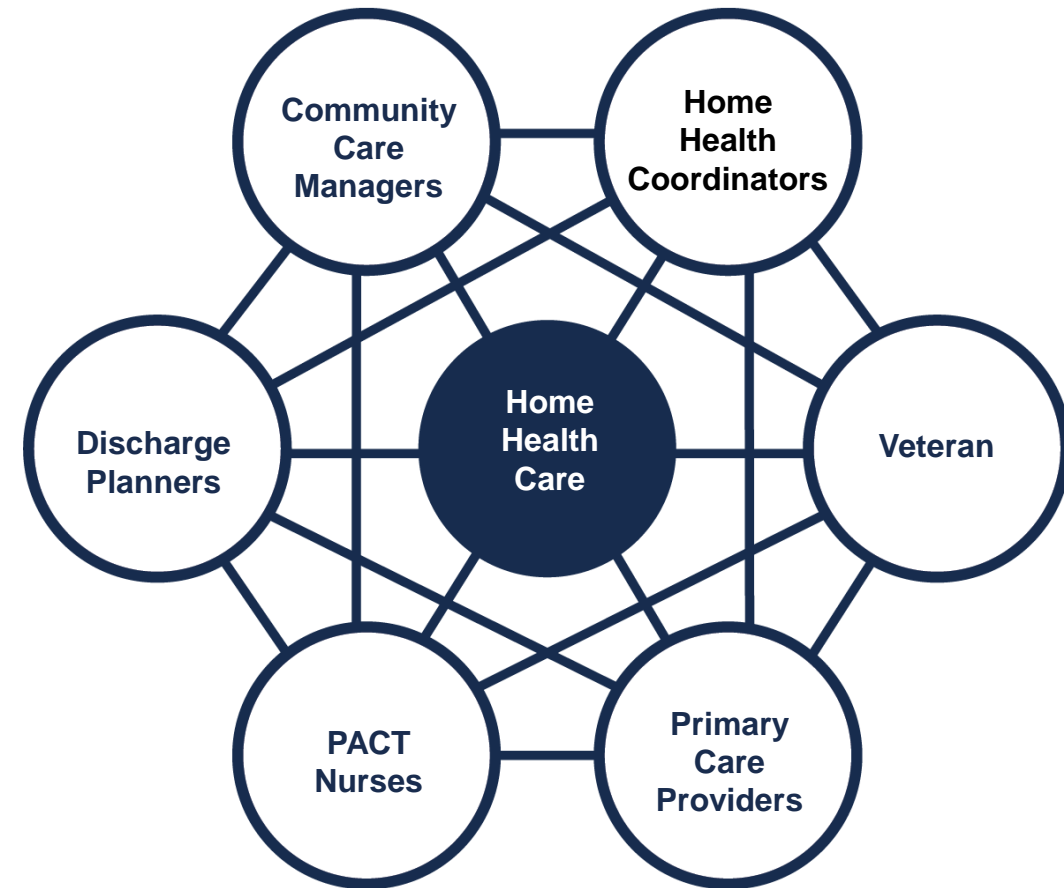 Community
Care
Managers
Home
Health
Coordinators
Discharge
Planners
Home
Health
Care
Veteran
PACT
Nurses
Primary
Care
Providers